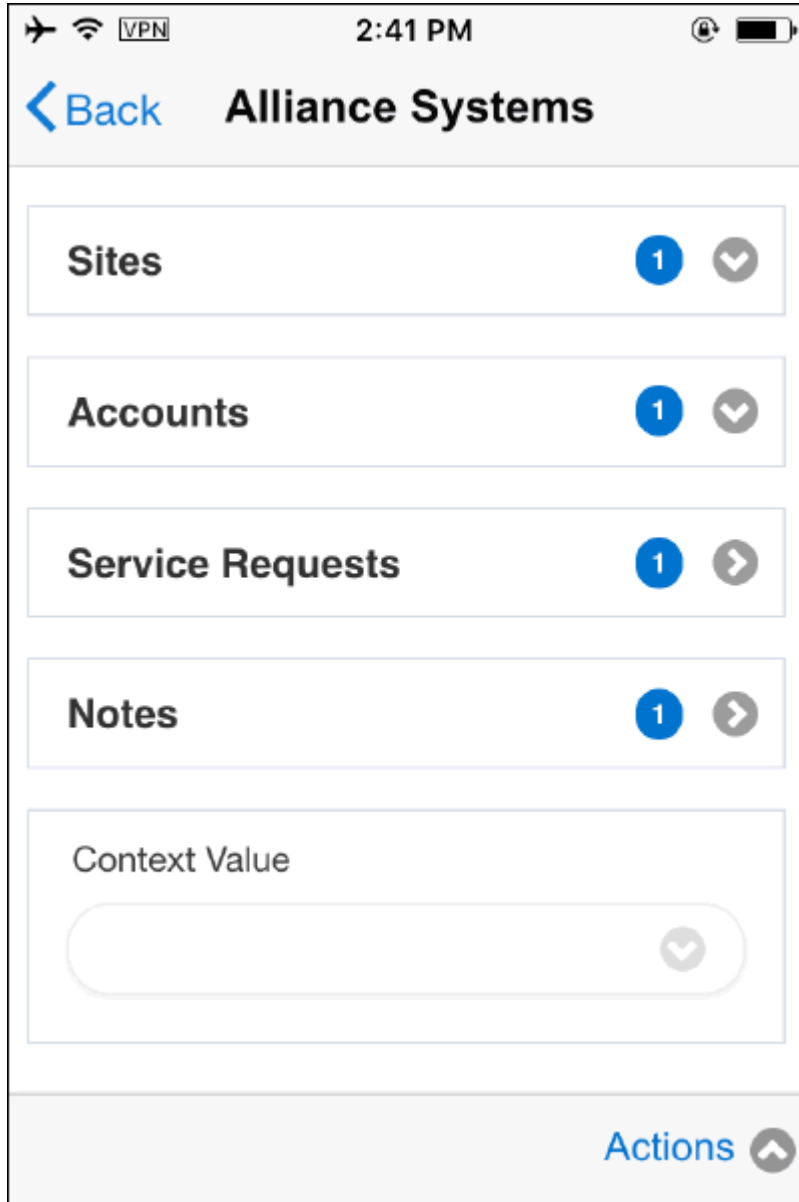 VPN 2:41 PM
Back Alliance Systems
Sites 1
Accounts 1
Service Requests 1
Notes 1
Context Value
Actions